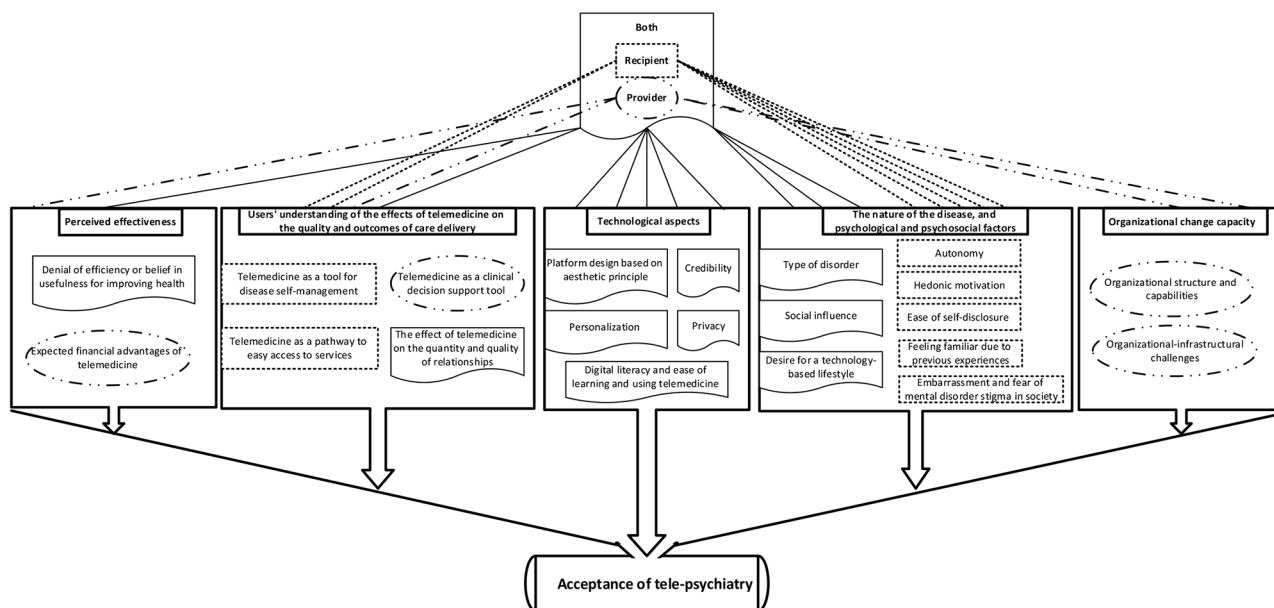 Both
Recipient
Provider
Perceived effectiveness
Denial of efficiency or belief in
usefulness for improving health
Expected financial advantages of
telemedicine
Users' understanding of the effects of telemedicine on
the quality and outcomes of care delivery
Telemedicine as a tool for
disease self-management
Telemedicine as a clinical
decision support tool
Telemedicine as a pathway to
easy access to services
The effect of telemedicine
on the quantity and quality
of relationships
Technological aspects
Platform design based on
aesthetic principle
Credibility
Personalization
Privacy
Digital literacy and ease of
learning and using telemedicine
The nature of the disease, and
psychological and psychosocial factors
Type of disorder
Social influence
Desire for a technology-
based lifestyle
Autonomy
Hedonic motivation
Ease of self-disclosure
Feeling familiar due to
previous experiences
Embarrassment and fear of
mental disorder stigma in society
Organizational change capacity
Organizational structure and
capabilities
Organizational-infrastructural
challenges
Acceptance of tele-psychiatry